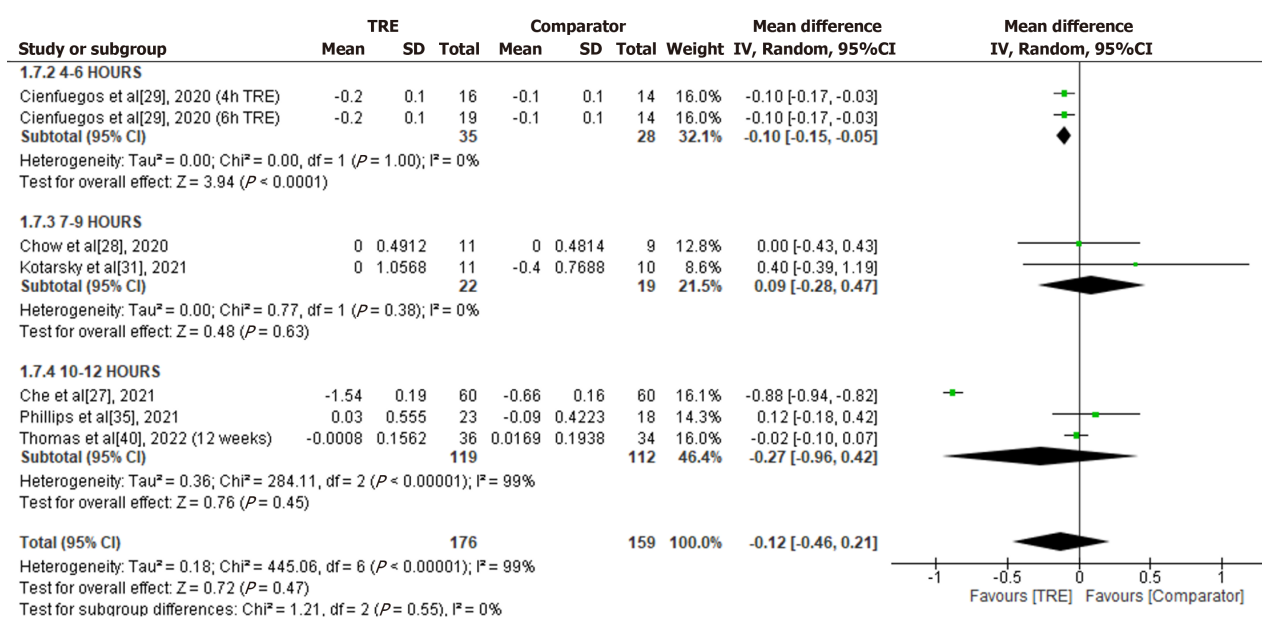 TRE Comparator Mean difference Mean difference
Study or subgroup Mean SD Total Mean SD Total Weight IV, Random, 95%CI IV, Random, 95%CI
1.7.2 4-6 HOURS
Cienfuegos et al[29], 2020 (4h TRE) -0.2 0.1 16 -0.1 0.1 14 16.0% -0.10 [-0.17, -0.03]
Cienfuegos et al[29], 2020 (6h TRE) -0.2 0.1 19 -0.1 0.1 14 16.0% -0.10 [-0.17, -0.03]
Subtotal (95% CI) 35 28 32.1% -0.10 [-0.15, -0.05]
Heterogeneity: Tau² = 0.00; Chi² = 0.00, df = 1 (P = 1.00); I² = 0%
Test for overall effect: Z = 3.94 (P < 0.0001)
1.7.3 7-9 HOURS
Chow et al[28], 2020 0 0.4912 11 0 0.4814 9 12.8% 0.00 [-0.43, 0.43]
Kotarsky et al[31], 2021 0 1.0568 11 -0.4 0.7688 10 8.6% 0.40 [-0.39, 1.19]
Subtotal (95% CI) 22 19 21.5% 0.09 [-0.28, 0.47]
Heterogeneity: Tau² = 0.00; Chi² = 0.77, df = 1 (P = 0.38); I² = 0%
Test for overall effect: Z = 0.48 (P = 0.63)
1.7.4 10-12 HOURS
Che et al[27], 2021 -1.54 0.19 60 -0.66 0.16 60 16.1% -0.88 [-0.94, -0.82]
Phillips et al[35], 2021 0.03 0.555 23 -0.09 0.4223 18 14.3% 0.12 [-0.18, 0.42]
Thomas et al[40], 2022 (12 weeks) -0.0008 0.1562 36 0.0169 0.1938 34 16.0% -0.02 [-0.10, 0.07]
Subtotal (95% CI) 119 112 46.4% -0.27 [-0.96, 0.42]
Heterogeneity: Tau² = 0.36; Chi² = 284.11, df = 2 (P < 0.00001); I² = 99%
Test for overall effect: Z = 0.76 (P = 0.45)
Total (95% CI) 176 159 100.0% -0.12 [-0.46, 0.21]
Heterogeneity: Tau² = 0.18; Chi² = 445.06, df = 6 (P < 0.00001); I² = 99%
Test for overall effect: Z = 0.72 (P = 0.47)
Test for subgroup differences: Chi² = 1.21, df = 2 (P = 0.55), I² = 0%
-1 -0.5 0 0.5 1
Favours [TRE] Favours [Comparator]